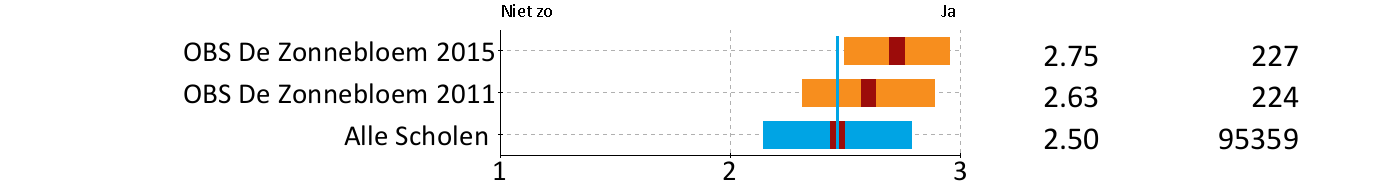 Niet zo Ja
OBS De Zonnebloem 2015 2.75 227
OBS De Zonnebloem 2011 2.63 224
Alle Scholen 2.50 95359
1 2 3